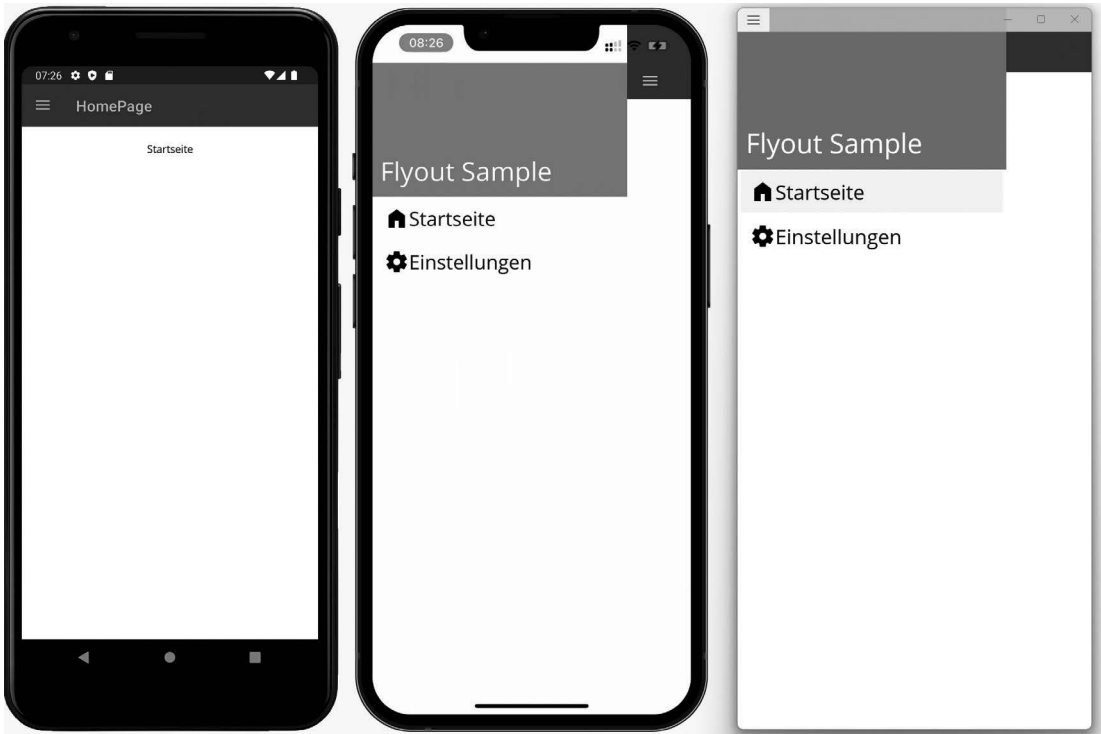 07:26
HomePage
Startseite
08:26
Flyout Sample
Startseite
Einstellungen
Flyout Sample
Startseite
Einstellungen